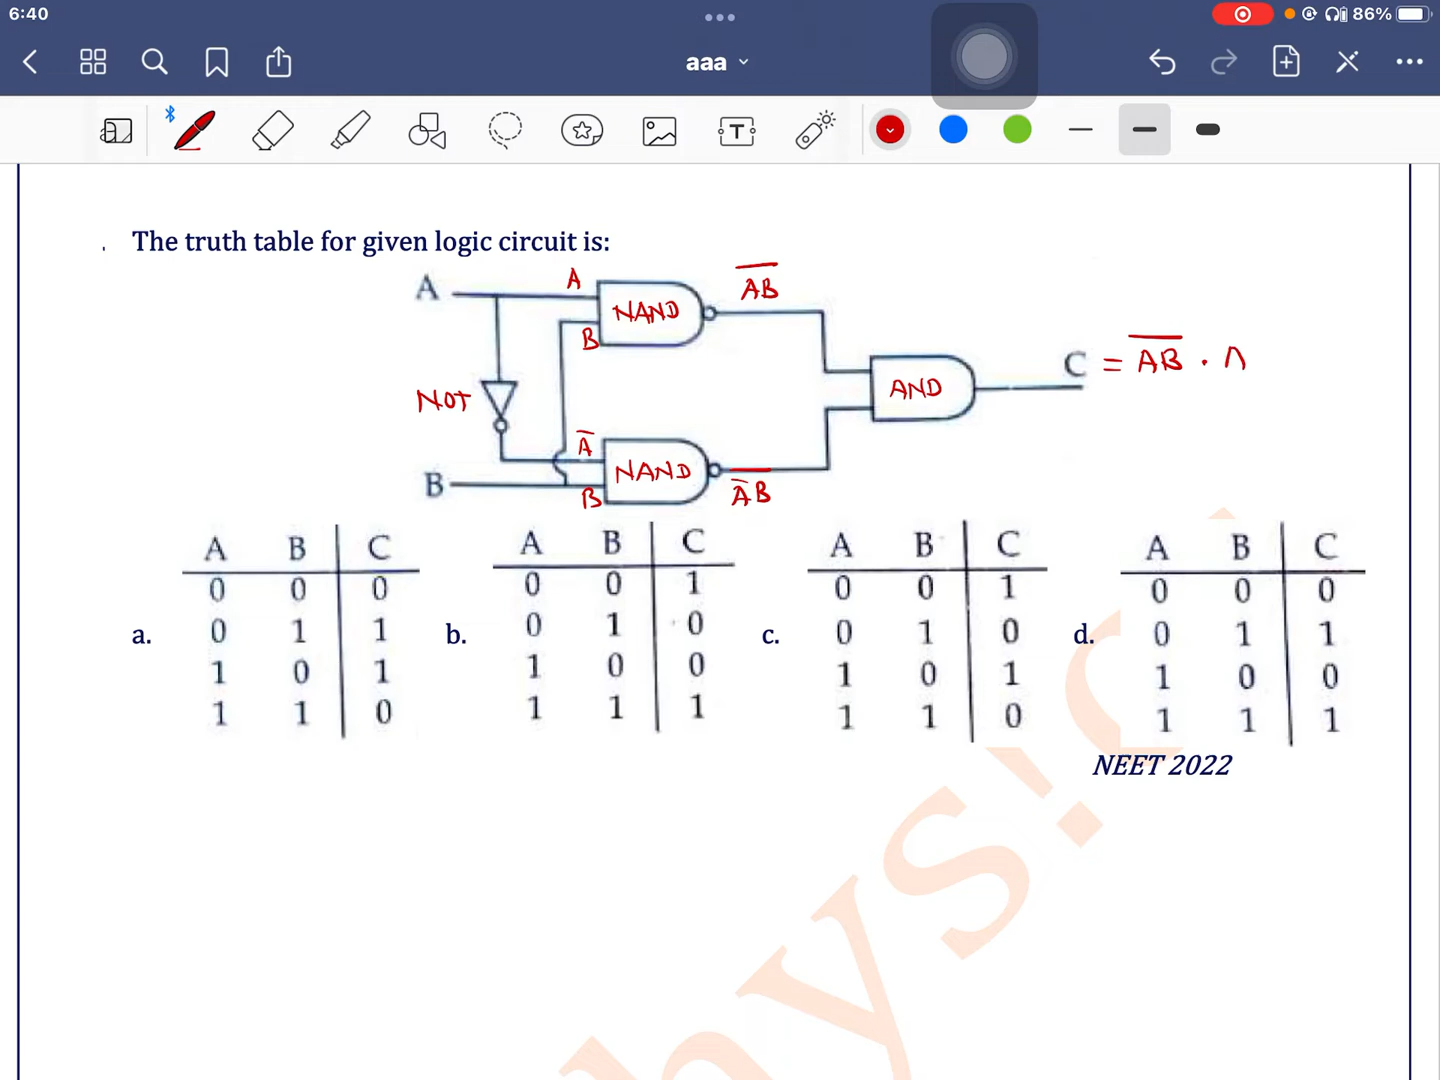 6:40
86%
aaa
T
The truth table for given logic circuit is:
A
A
NAND
B
A̅B̅
NOT
AND
C = A̅B̅ ·
A̅
NAND
B
B
A̅B
a.
A B C
0 0 0
0 1 1
1 0 1
1 1 0
b.
A B C
0 0 1
0 1 0
1 0 0
1 1 1
c.
A B C
0 0 1
0 1 0
1 0 1
1 1 0
d.
A B C
0 0 0
0 1 1
1 0 0
1 1 1
NEET 2022
hys!